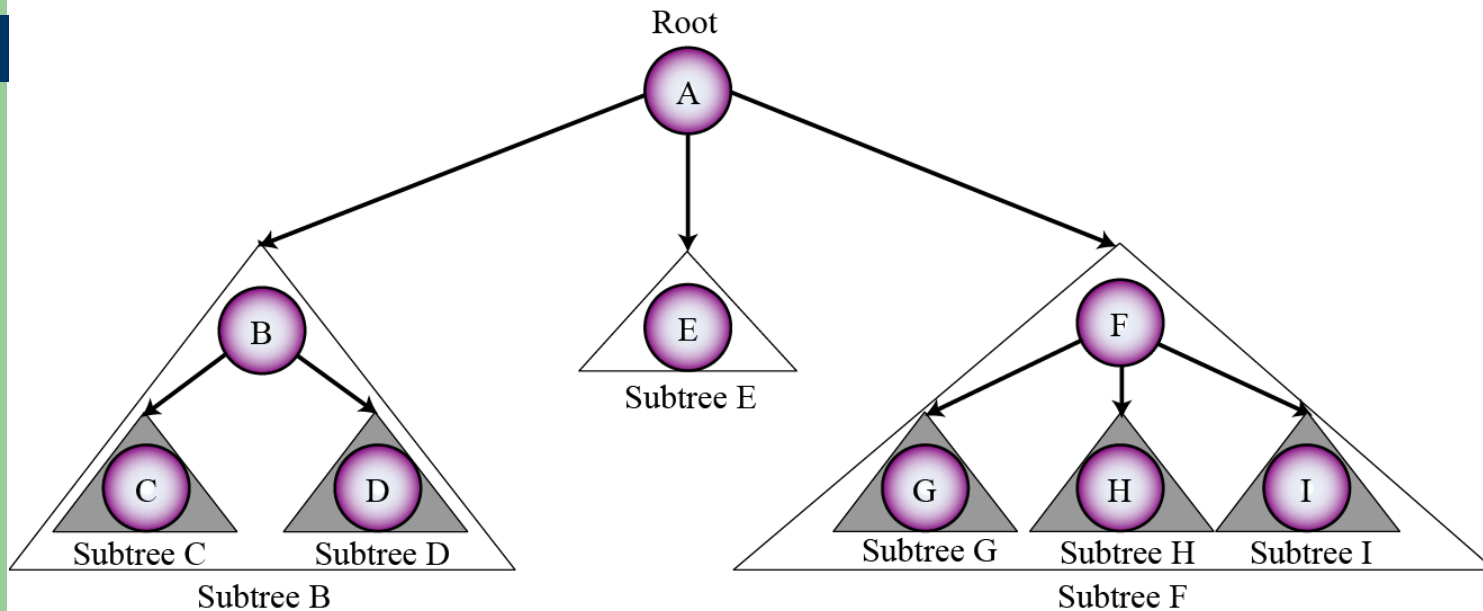 Root
A
B
E
F
Subtree E
C
D
G
H
I
Subtree C
Subtree D
Subtree G
Subtree H
Subtree I
Subtree B
Subtree F